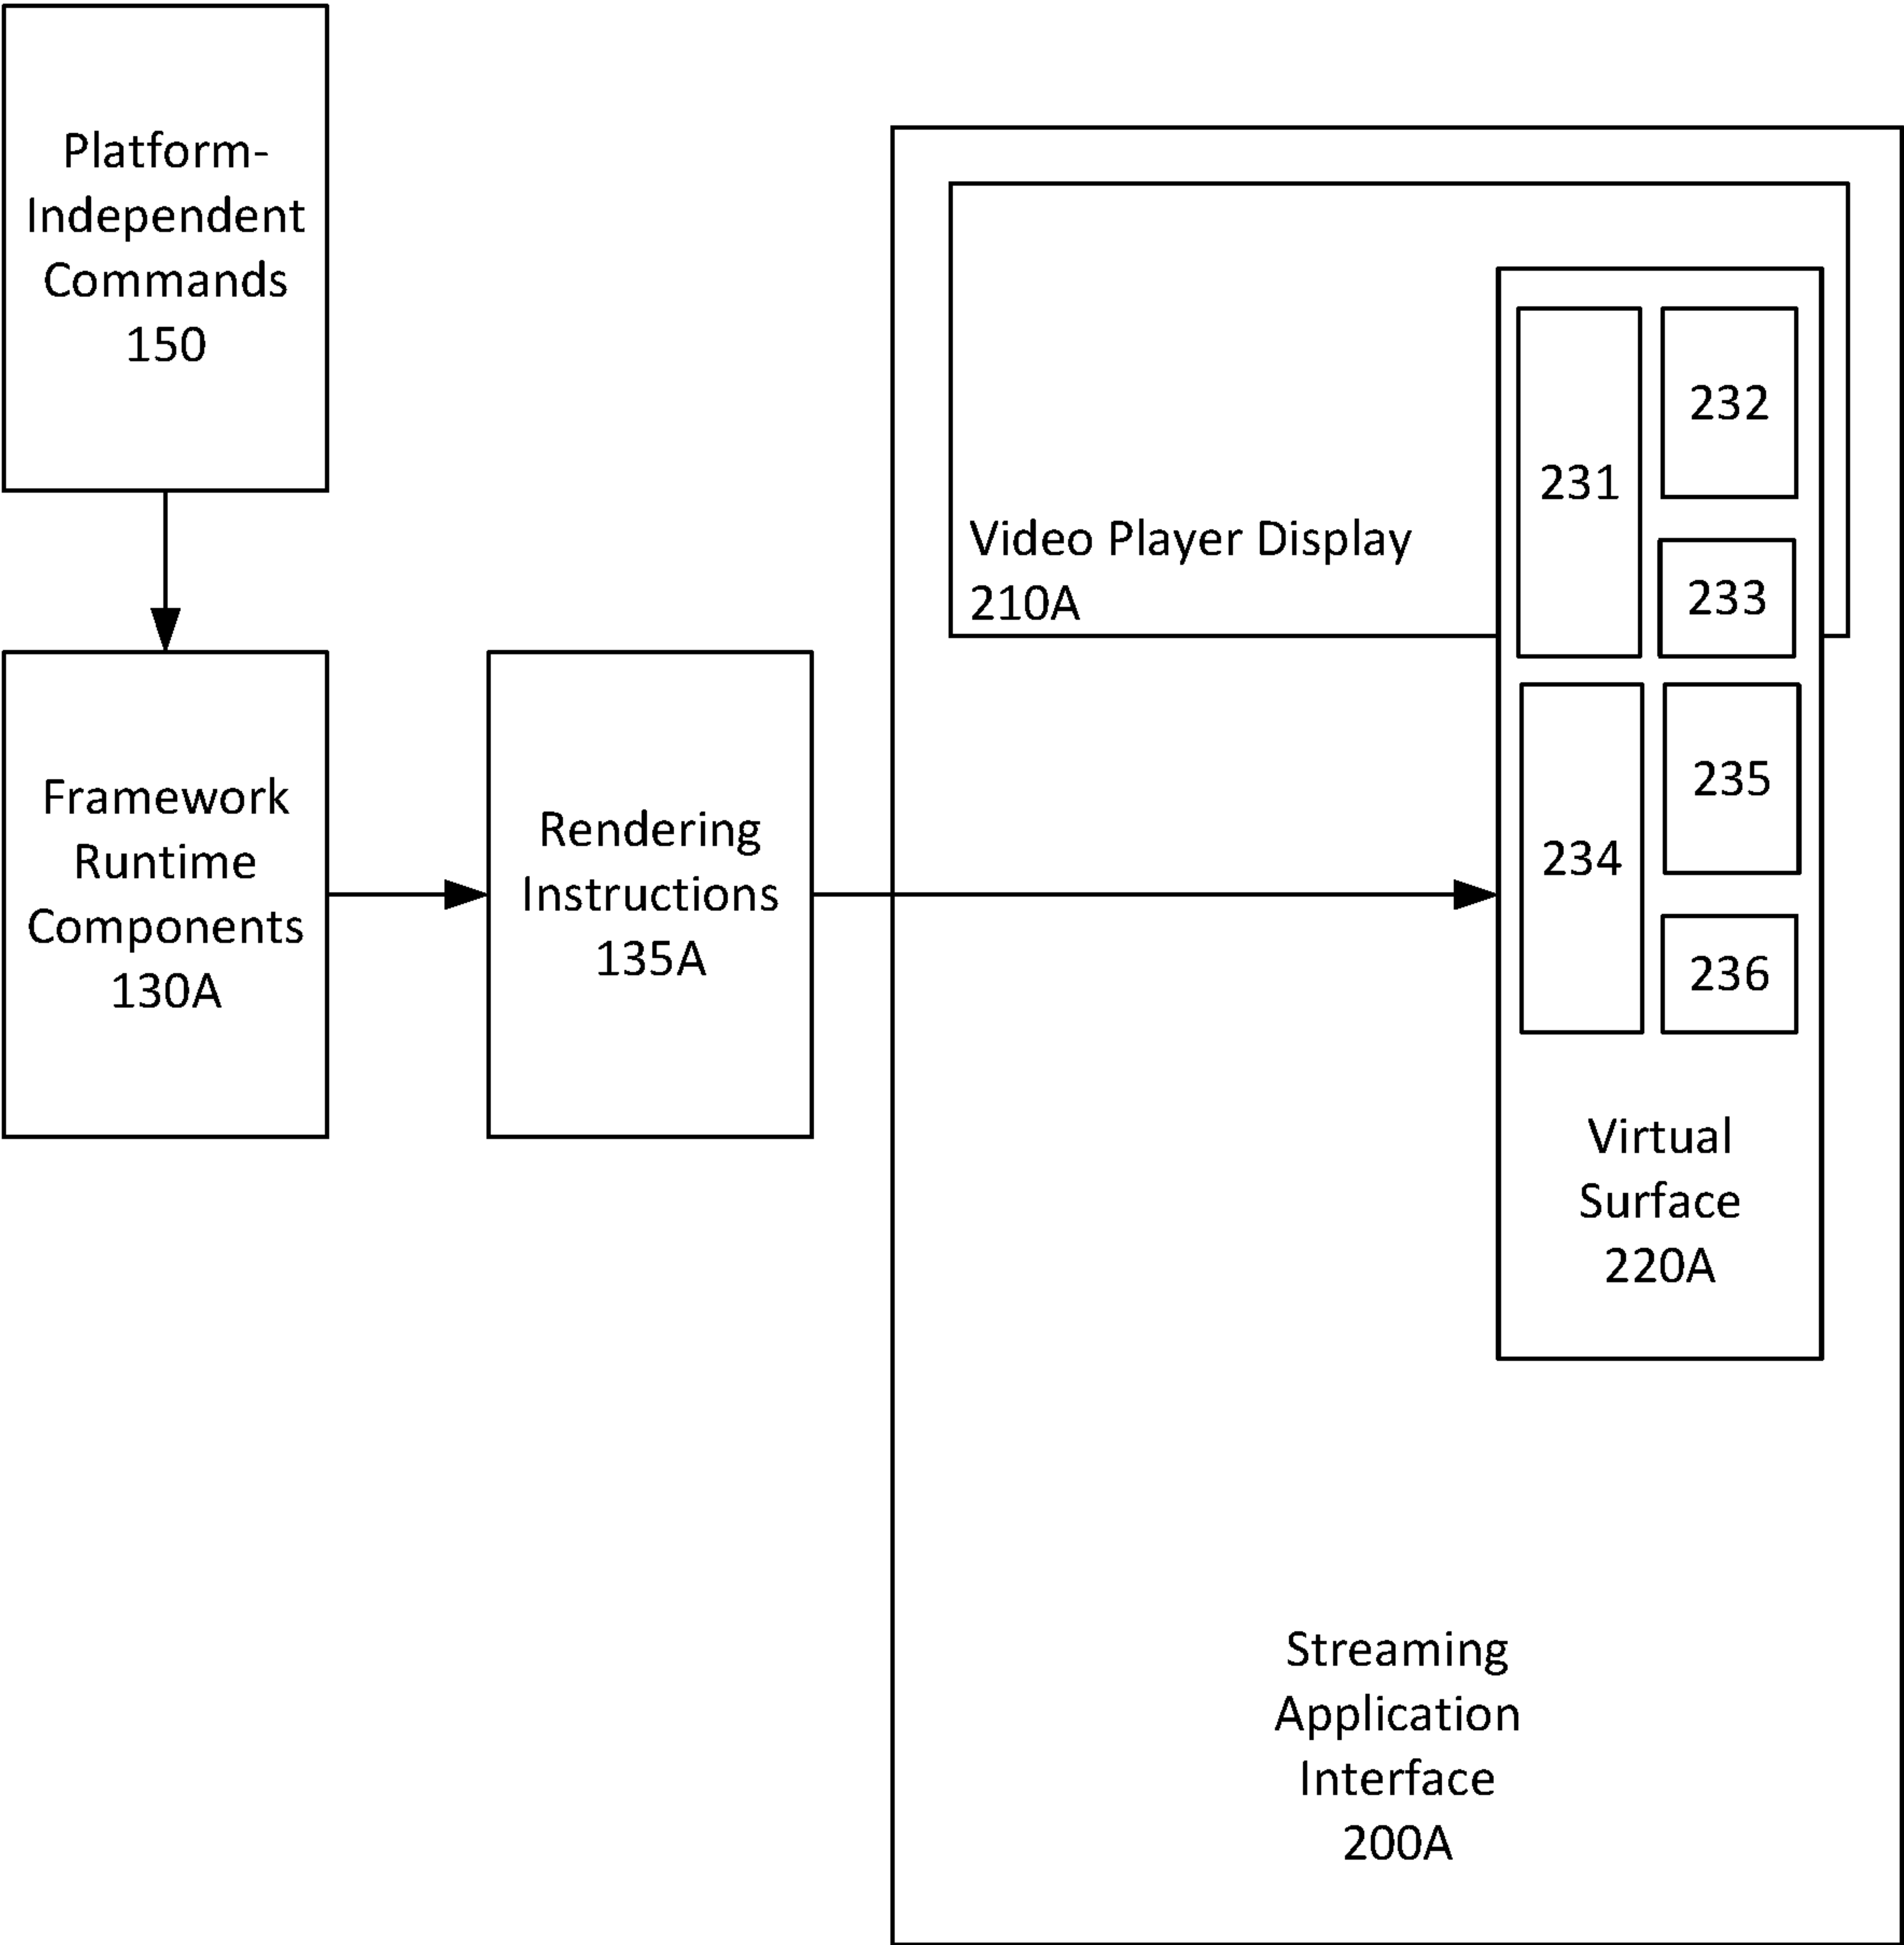 Platform-
Independent
Commands
150
Framework
Runtime
Components
130A
Rendering
Instructions
135A
Video Player Display
210A
231
232
233
234
235
236
Virtual
Surface
220A
Streaming
Application
Interface
200A